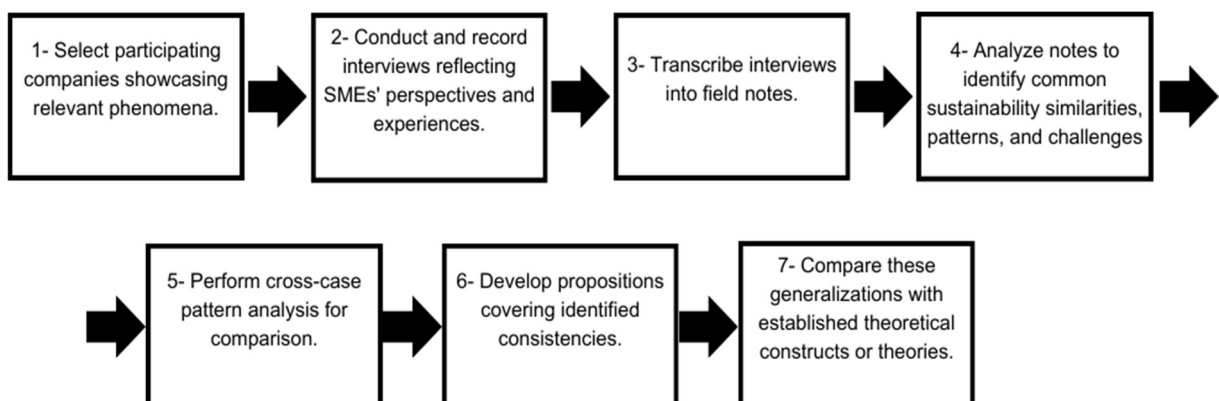 1- Select participating
companies showcasing
relevant phenomena.
2- Conduct and record
interviews reflecting
SMEs' perspectives and
experiences.
3- Transcribe interviews
into field notes.
4- Analyze notes to
identify common
sustainability similarities,
patterns, and challenges
5- Perform cross-case
pattern analysis for
comparison.
6- Develop propositions
covering identified
consistencies.
7- Compare these
generalizations with
established theoretical
constructs or theories.